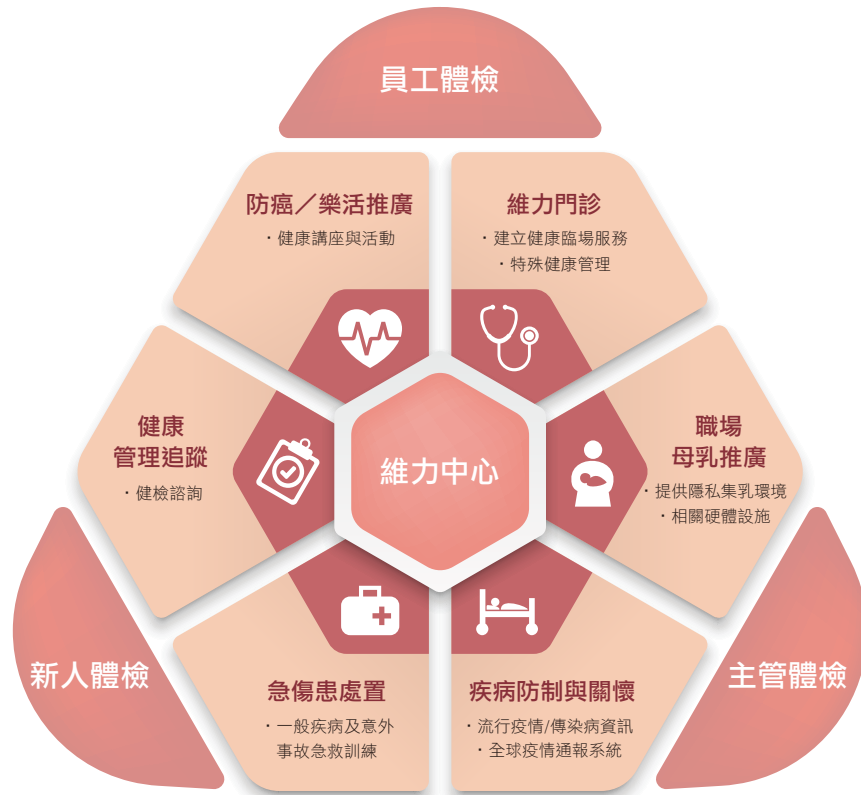 員工體檢
防癌／樂活推廣
・健康講座與活動
維力門診
・建立健康臨場服務
・特殊健康管理
健康
管理追蹤
・健檢諮詢
維力中心
職場
母乳推廣
・提供隱私集乳環境
・相關硬體設施
新人體檢
急傷患處置
・一般疾病及意外
事故急救訓練
疾病防制與關懷
・流行疫情/傳染病資訊
・全球疫情通報系統
主管體檢